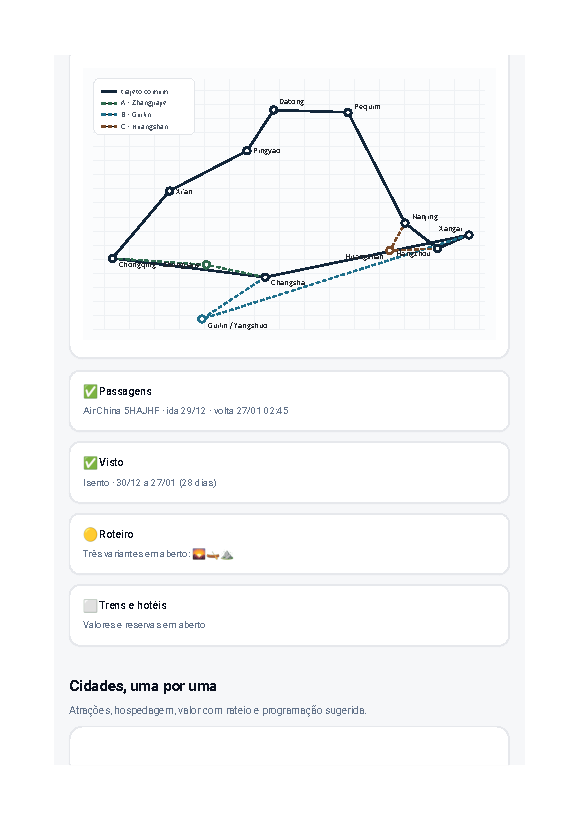 trajeto comum
A · Zhangjiajie
B · Guilin
C · Huangshan
Datong
Pequim
Pingyao
Xi'an
Nanjing
Xangai
Huangshan
Hangzhou
Chongqing
Changsha
Guilin / Yangshuo
✅ Passagens
Air China 5HAJHF · ida 29/12 · volta 27/01 02:45
✅ Visto
Isento · 30/12 a 27/01 (28 dias)
🟡 Roteiro
Três variantes em aberto: 🌄🛶⛰️
⬜ Trens e hotéis
Valores e reservas em aberto
Cidades, uma por uma
Atrações, hospedagem, valor com rateio e programação sugerida.